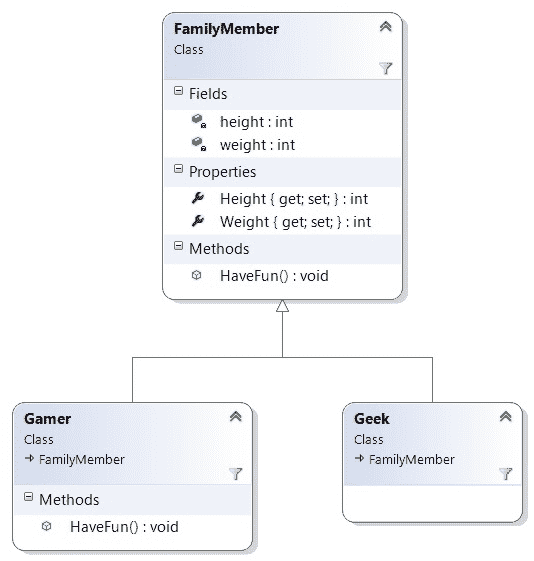 FamilyMember
Class
Fields
height : int
weight : int
Properties
Height { get; set; } : int
Weight { get; set; } : int
Methods
HaveFun() : void
Gamer
Class
FamilyMember
Methods
HaveFun() : void
Geek
Class
FamilyMember